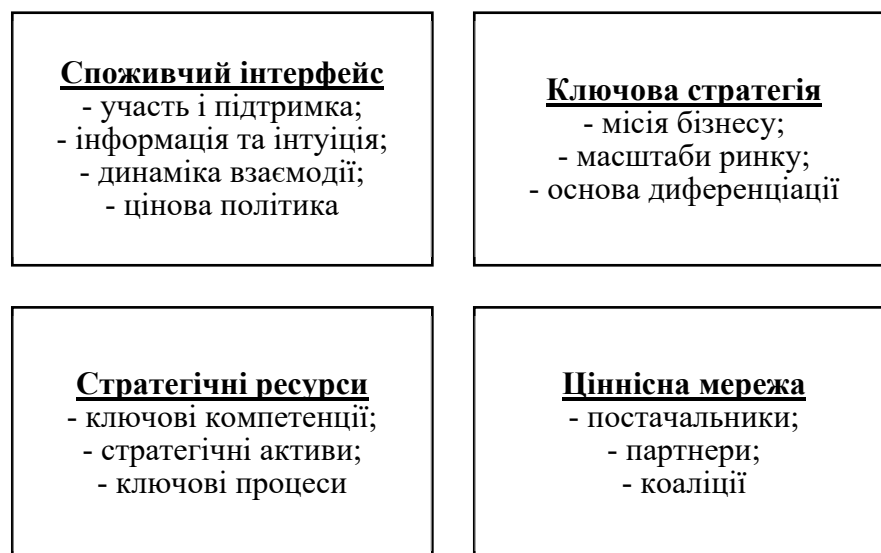 Споживчий інтерфейс
- участь і підтримка;
- інформація та інтуіція;
- динаміка взаємодії;
- цінова політика
Ключова стратегія
- місія бізнесу;
- масштаби ринку;
- основа диференціації
Стратегічні ресурси
- ключові компетенції;
- стратегічні активи;
- ключові процеси
Ціннісна мережа
- постачальники;
- партнери;
- коаліції